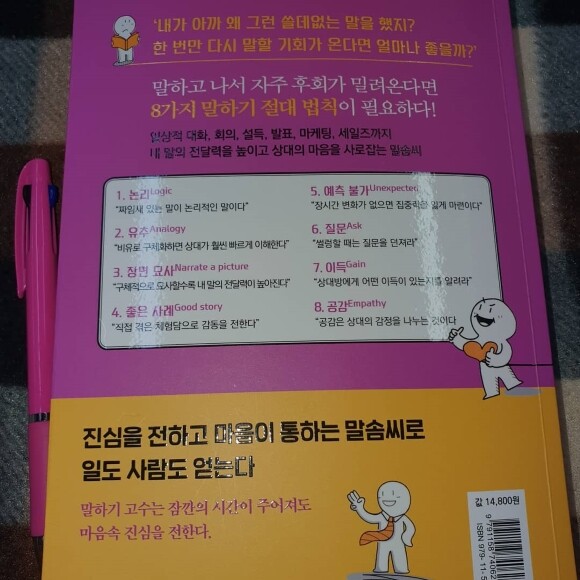 '내가 아까 왜 그런 쓸데없는 말을 했지?
한 번만 다시 말할 기회가 온다면 얼마나 좋을까?'
말하고 나서 자주 후회가 밀려온다면
8가지 말하기 절대 법칙이 필요하다!
일상적 대화, 회의, 설득, 발표, 마케팅, 세일즈까지
내 말의 전달력을 높이고 상대의 마음을 사로잡는 말솜씨
1. 논리Logic
"짜임새 있는 말이 논리적인 말이다"
2. 유추Analogy
"비유로 구체화하면 상대가 훨씬 빠르게 이해한다"
3. 장면 묘사Narrate a picture
"구체적으로 묘사할수록 내 말의 전달력이 높아진다"
4. 좋은 사례Good story
"직접 겪은 체험담으로 감동을 전한다"
5. 예측 불가Unexpected
"장시간 변화가 없으면 집중력을 잃게 마련이다"
6. 질문Ask
"썰렁할 때는 질문을 던져라"
7. 이득Gain
"상대방에게 어떤 이득이 있는지를 알려라"
8. 공감Empathy
"공감은 상대의 감정을 나누는 것이다"
진심을 전하고 마음이 통하는 말솜씨로
일도 사람도 얻는다
말하기 고수는 잠깐의 시간이 주어져도
마음속 진심을 전한다.
값 14,800원
9791158 74062
ISBN 979-11-5